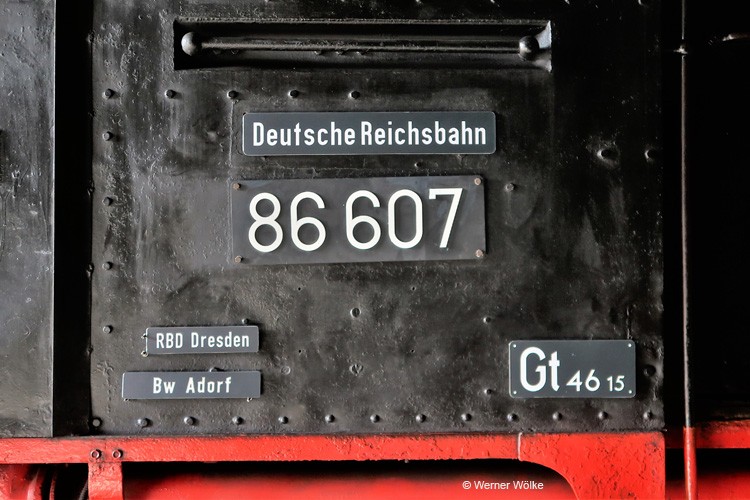 Deutsche Reichsbahn
86 607
RBD Dresden
Bw Adorf
Gt 46 15
© Werner Wölke